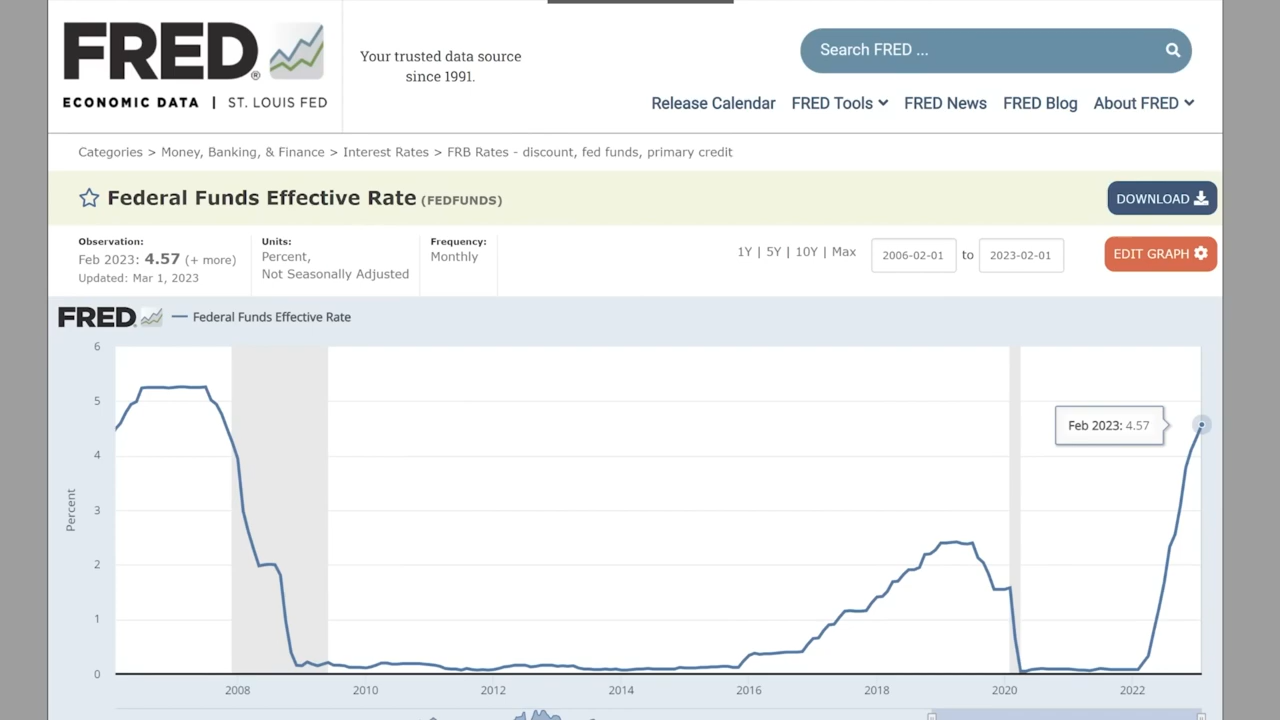 FRED®
ECONOMIC DATA | ST. LOUIS FED
Your trusted data source
since 1991.
Search FRED ...
Release Calendar FRED Tools FRED News FRED Blog About FRED
Categories > Money, Banking, & Finance > Interest Rates > FRB Rates - discount, fed funds, primary credit
Federal Funds Effective Rate (FEDFUNDS)
DOWNLOAD
Observation:
Feb 2023: 4.57 (+ more)
Updated: Mar 1, 2023
Units:
Percent,
Not Seasonally Adjusted
Frequency:
Monthly
1Y | 5Y | 10Y | Max
2006-02-01 to 2023-02-01
EDIT GRAPH
FRED Federal Funds Effective Rate
Percent
6
5
4
3
2
1
0
Feb 2023: 4.57
2008 2010 2012 2014 2016 2018 2020 2022